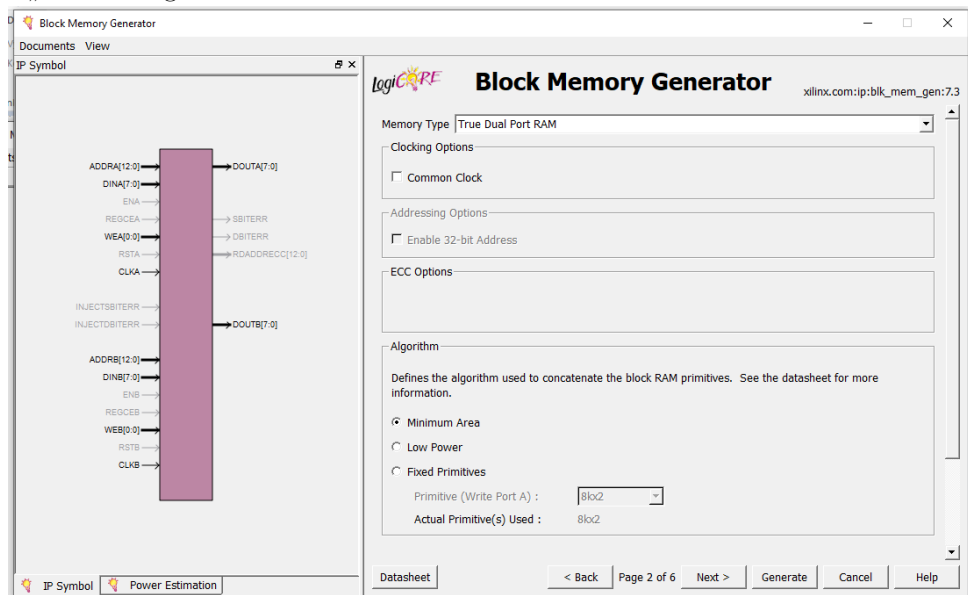 Block Memory Generator
Documents View
IP Symbol
ADDRA[12:0]
DOUTA[7:0]
DINA[7:0]
ENA
REGCEA
SBITERR
WEA[0:0]
DBITERR
RSTA
RDADDRECC[12:0]
CLKA
INJECTSBITERR
INJECTDBITERR
DOUTB[7:0]
ADDRB[12:0]
DINB[7:0]
ENB
REGCEB
WEB[0:0]
RSTB
CLKB
IP Symbol
Power Estimation
logiCORE
Block Memory Generator
xilinx.com:ip:blk_mem_gen:7.3
Memory Type True Dual Port RAM
Clocking Options
Common Clock
Addressing Options
Enable 32-bit Address
ECC Options
Algorithm
Defines the algorithm used to concatenate the block RAM primitives. See the datasheet for more
information.
Minimum Area
Low Power
Fixed Primitives
Primitive (Write Port A) : 8kx2
Actual Primitive(s) Used : 8kx2
Datasheet < Back Page 2 of 6 Next > Generate Cancel Help